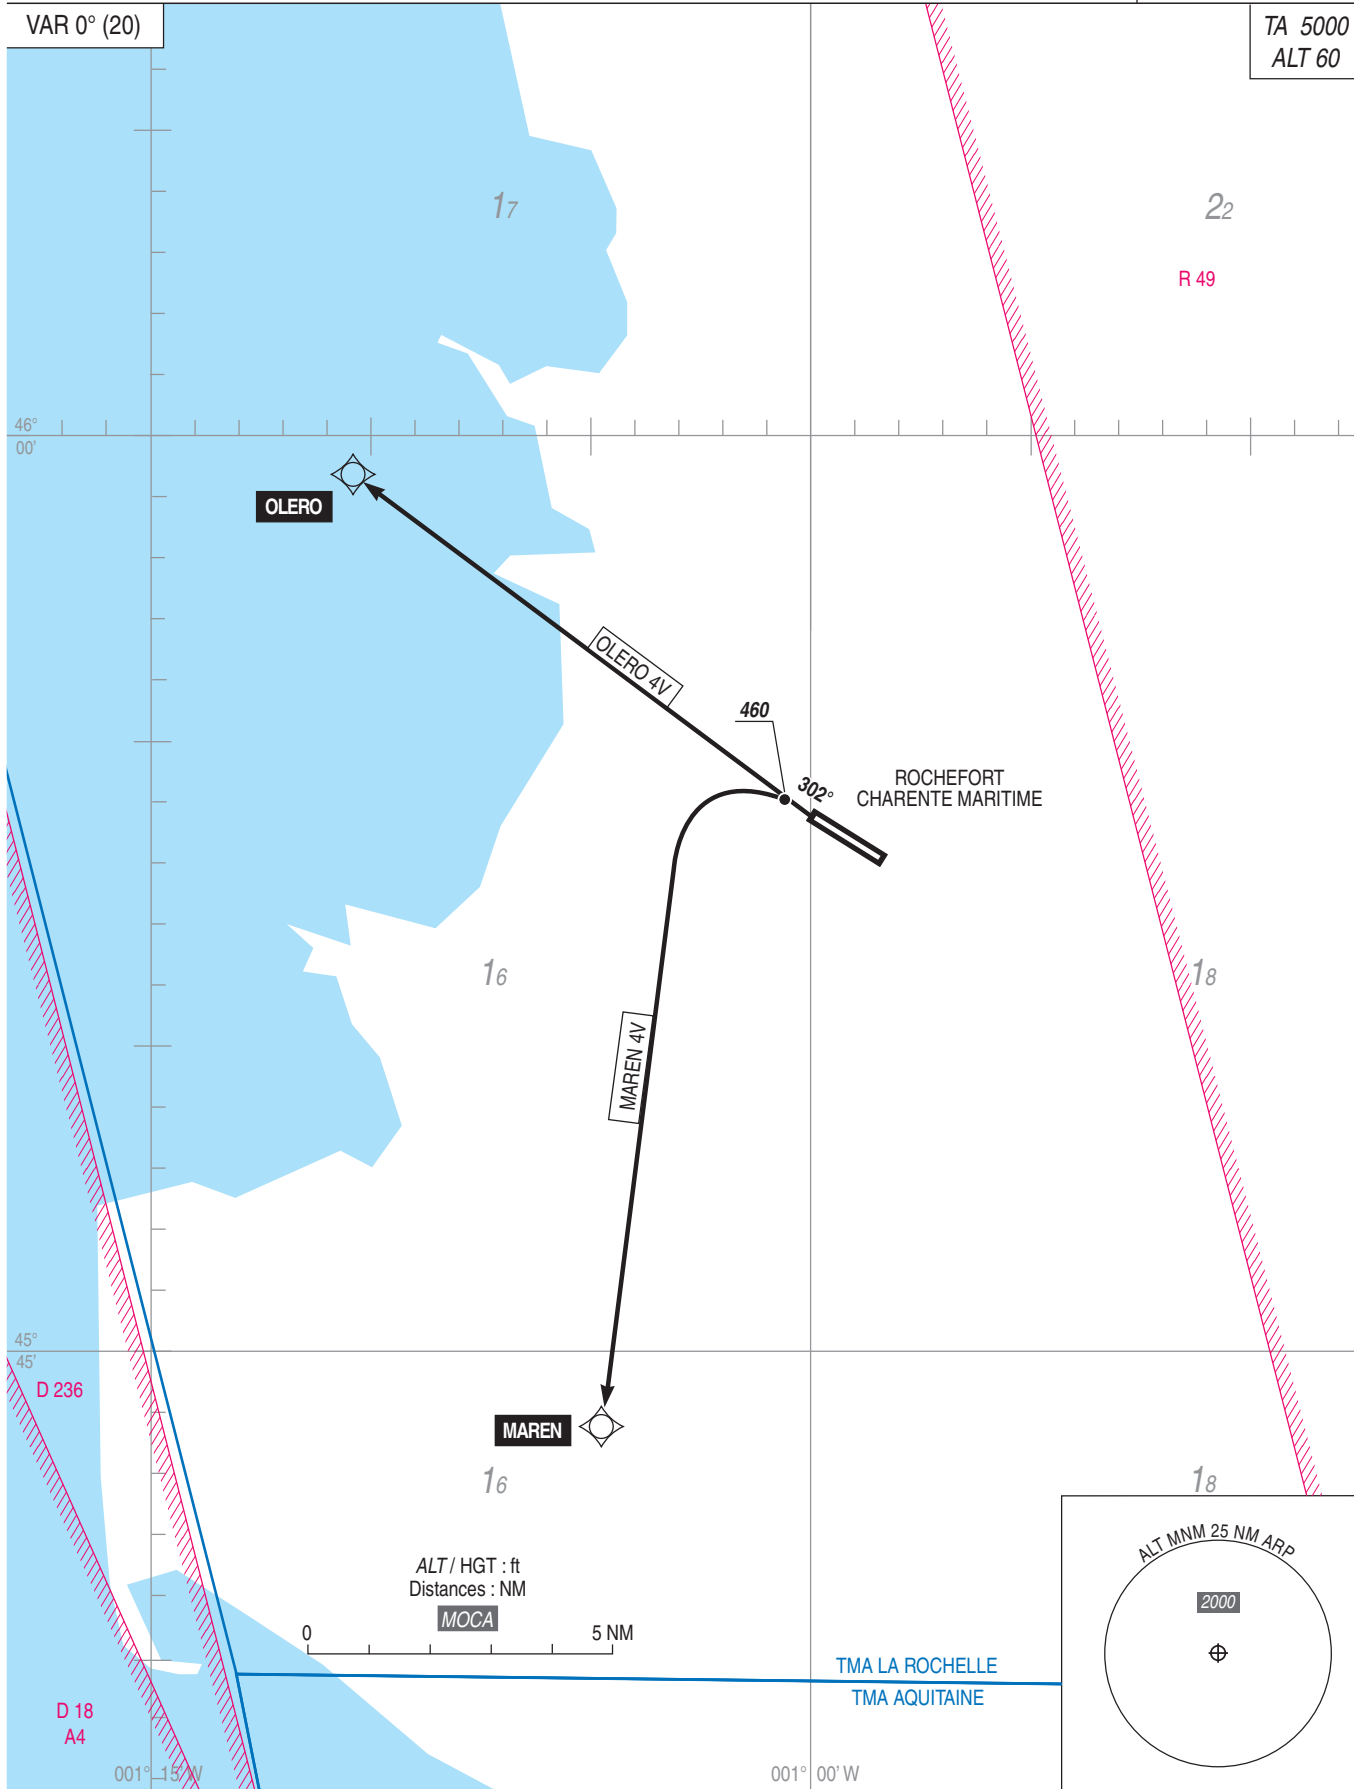 VAR 0° (20)
TA 5000
ALT 60
17
22
R 49
46°
00'
OLERO
OLERO 4V
460
302°
ROCHEFORT
CHARENTE MARITIME
16
18
MAREN 4V
45°
45'
D 236
MAREN
16
18
ALT / HGT : ft
Distances : NM
MOCA
0 5 NM
ALT MNM 25 NM ARP
2000
TMA LA ROCHELLE
TMA AQUITAINE
D 18
A4
001° 15' W
001° 00' W